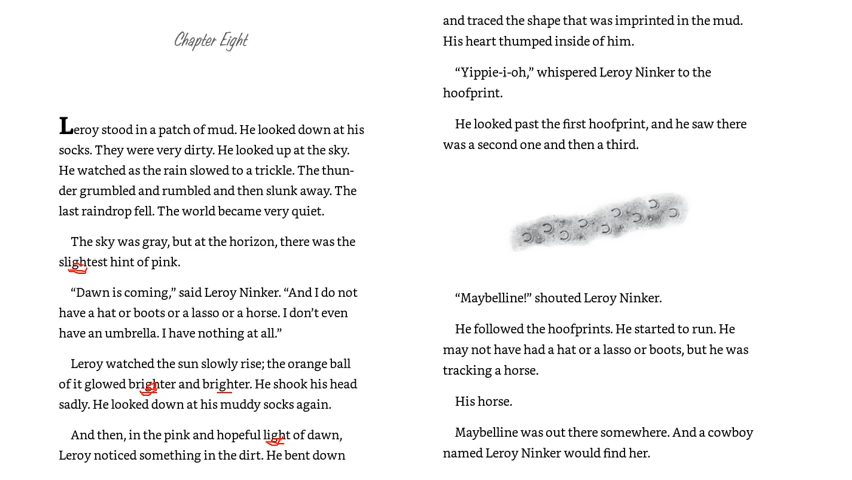 Chapter Eight
Leroy stood in a patch of mud. He looked down at his
socks. They were very dirty. He looked up at the sky.
He watched as the rain slowed to a trickle. The thun-
der grumbled and rumbled and then slunk away. The
last raindrop fell. The world became very quiet.
The sky was gray, but at the horizon, there was the
slightest hint of pink.
“Dawn is coming,” said Leroy Ninker. “And I do not
have a hat or boots or a lasso or a horse. I don’t even
have an umbrella. I have nothing at all.”
Leroy watched the sun slowly rise; the orange ball
of it glowed brighter and brighter. He shook his head
sadly. He looked down at his muddy socks again.
And then, in the pink and hopeful light of dawn,
Leroy noticed something in the dirt. He bent down
and traced the shape that was imprinted in the mud.
His heart thumped inside of him.
“Yippie-i-oh,” whispered Leroy Ninker to the
hoofprint.
He looked past the first hoofprint, and he saw there
was a second one and then a third.
“Maybelline!” shouted Leroy Ninker.
He followed the hoofprints. He started to run. He
may not have had a hat or a lasso or boots, but he was
tracking a horse.
His horse.
Maybelline was out there somewhere. And a cowboy
named Leroy Ninker would find her.